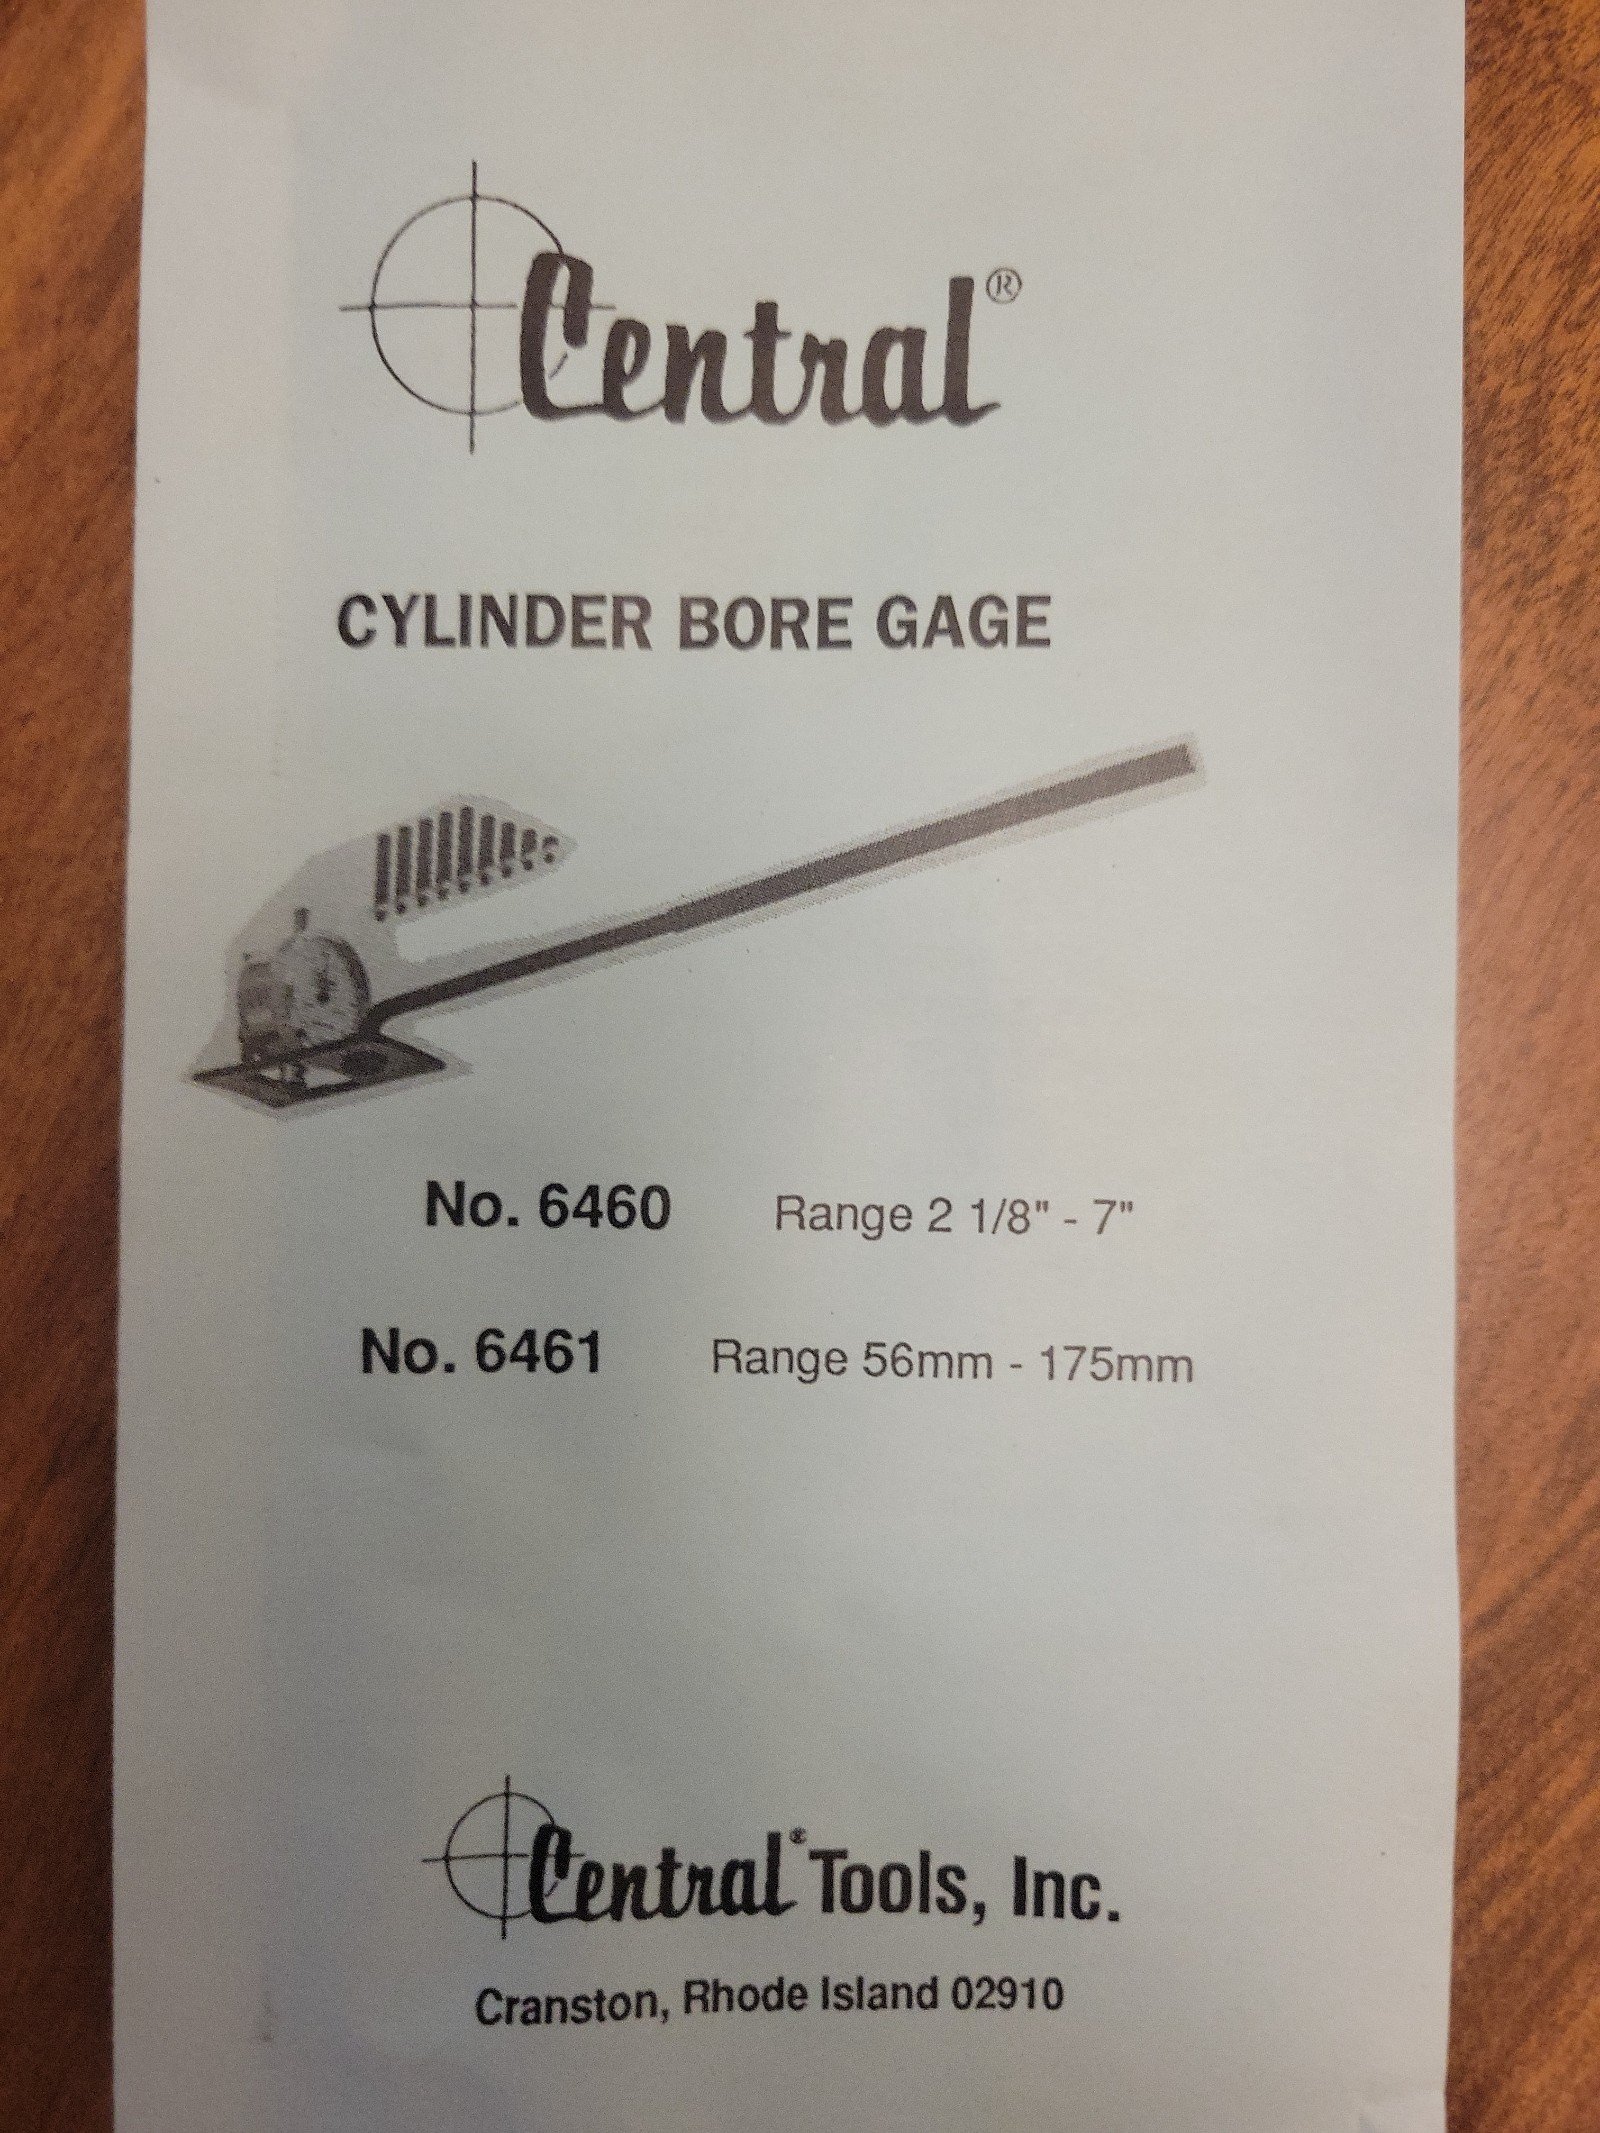 Central®
CYLINDER BORE GAGE
No. 6460 Range 2 1/8" - 7"
No. 6461 Range 56mm - 175mm
Central® Tools, Inc.
Cranston, Rhode Island 02910